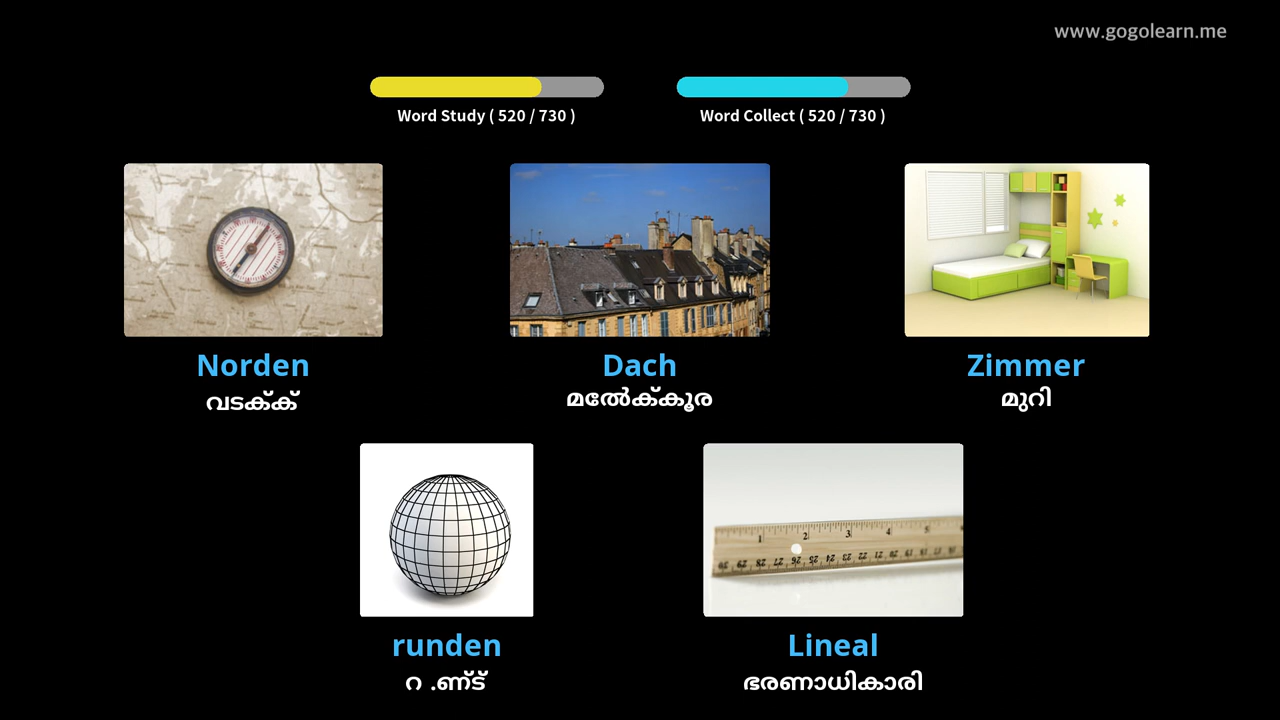 www.gogolearn.me
Word Study ( 520 / 730 )
Word Collect ( 520 / 730 )
Norden
വടക്ക്
Dach
മേൽക്കൂര
Zimmer
മുറി
runden
റ .ണ്ട്
Lineal
ഭരണാധികാരി